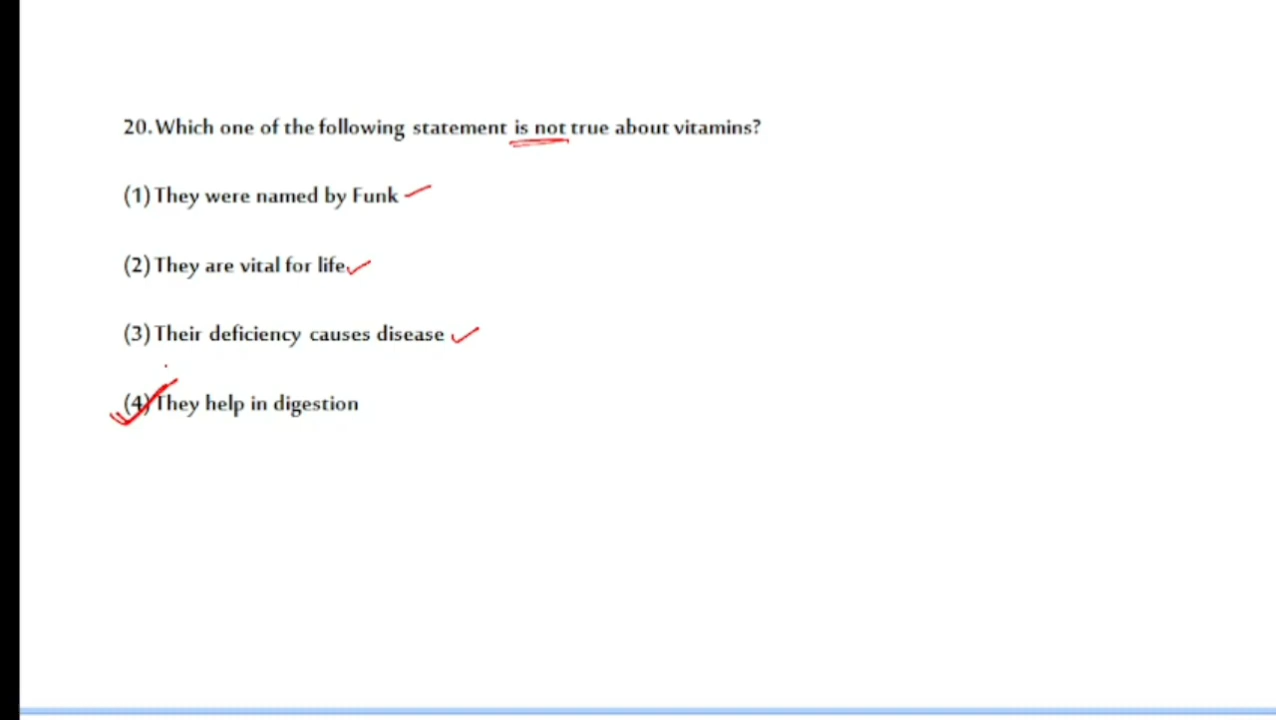 20. Which one of the following statement is not true about vitamins?
(1) They were named by Funk
(2) They are vital for life
(3) Their deficiency causes disease
(4) They help in digestion